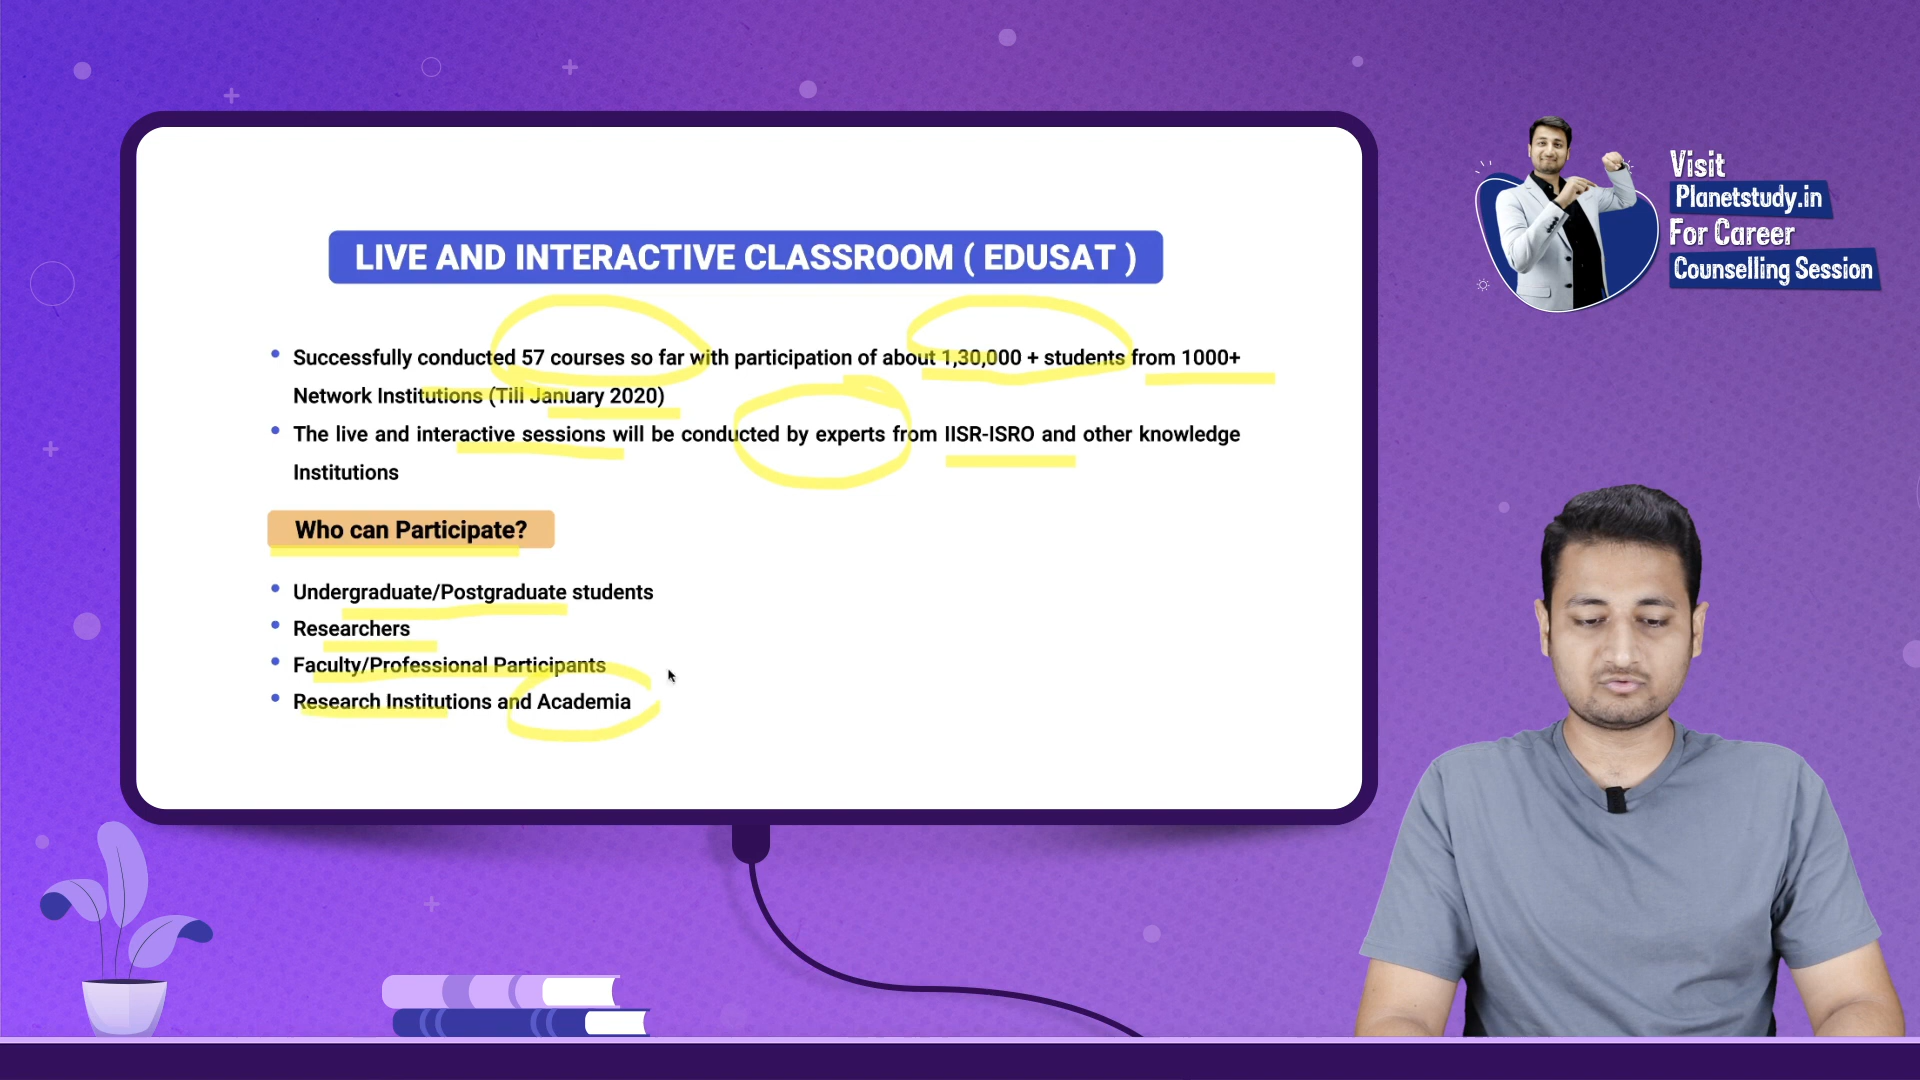 LIVE AND INTERACTIVE CLASSROOM ( EDUSAT )
• Successfully conducted 57 courses so far with participation of about 1,30,000 + students from 1000+
Network Institutions (Till January 2020)
• The live and interactive sessions will be conducted by experts from IISR-ISRO and other knowledge
Institutions
Who can Participate?
• Undergraduate/Postgraduate students
• Researchers
• Faculty/Professional Participants
• Research Institutions and Academia
Visit
Planetstudy.in
For Career
Counselling Session